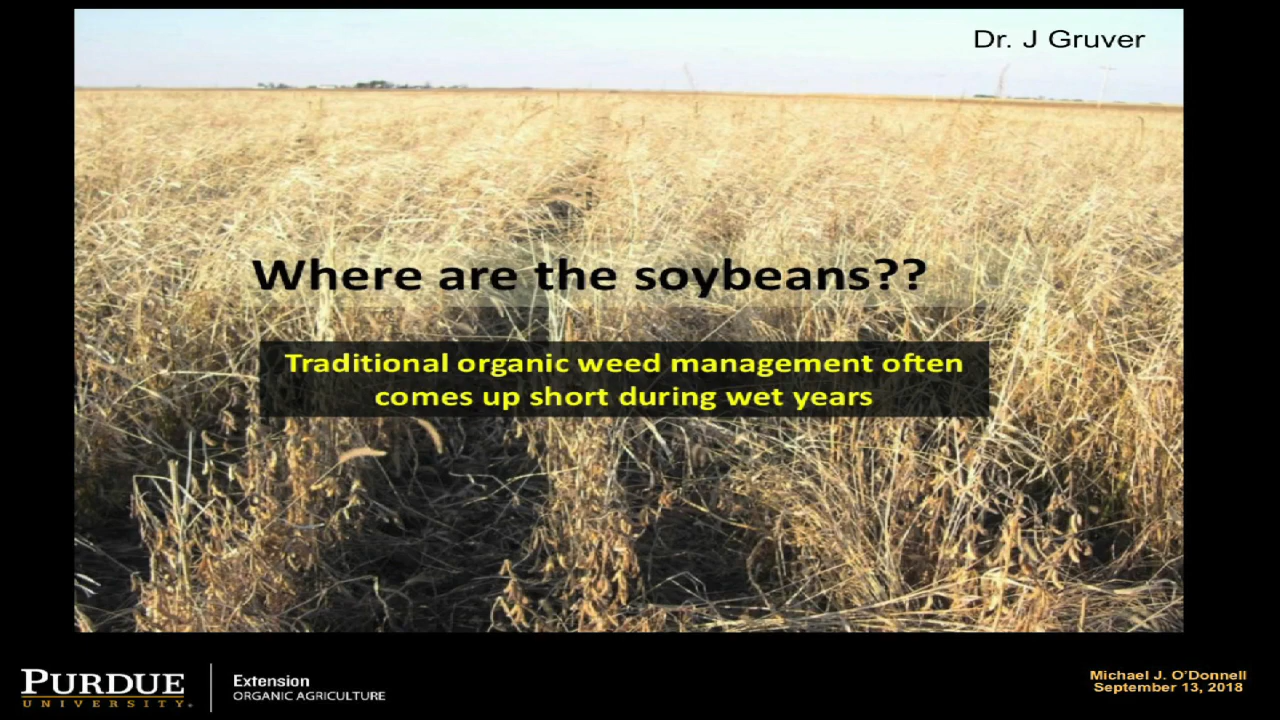 Dr. J Gruver
Where are the soybeans??
Traditional organic weed management often
comes up short during wet years
PURDUE
UNIVERSITY.
Extension
ORGANIC AGRICULTURE
Michael J. O'Donnell
September 13, 2018